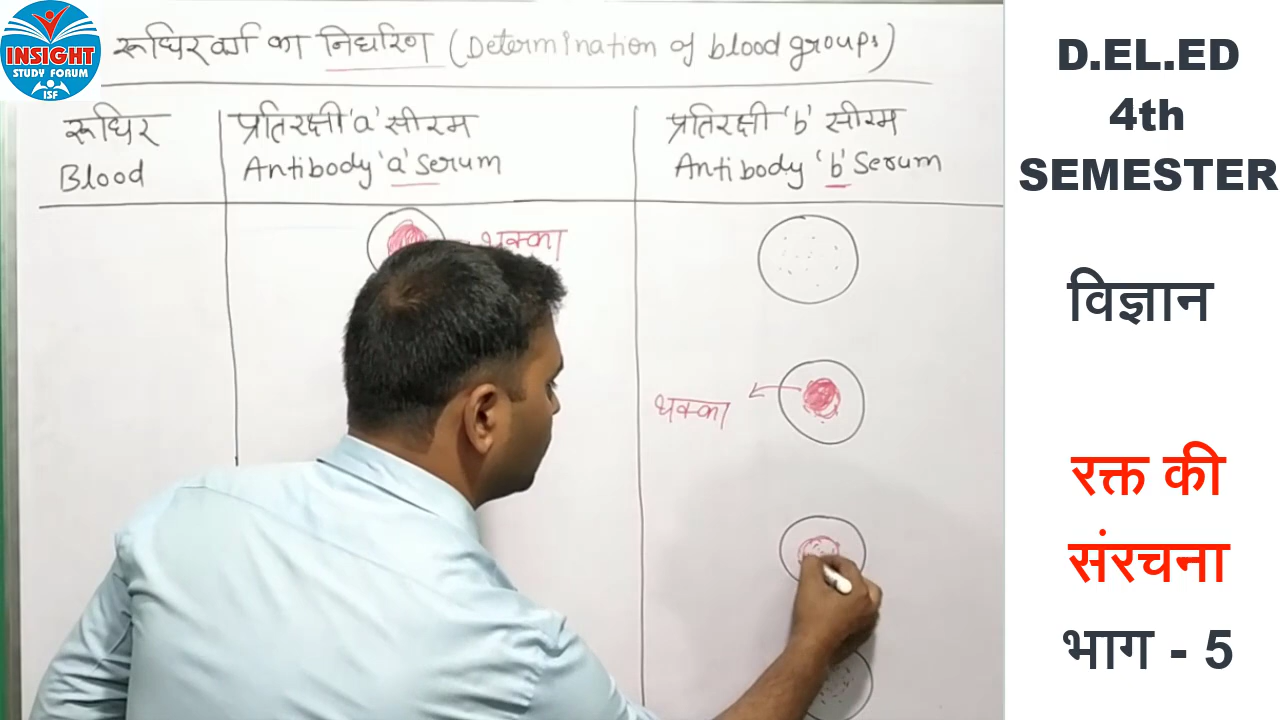 INSIGHT
STUDY FORUM
ISF
रूधिर वर्ग का निर्धारण (Determination of blood groups)
रूधिर
Blood
प्रतिरक्षी 'a' सीरम
Antibody 'a' Serum
प्रतिरक्षी 'b' सीरम
Antibody 'b' Serum
थक्का
थक्का
D.EL.ED
4th
SEMESTER
विज्ञान
रक्त की
संरचना
भाग - 5